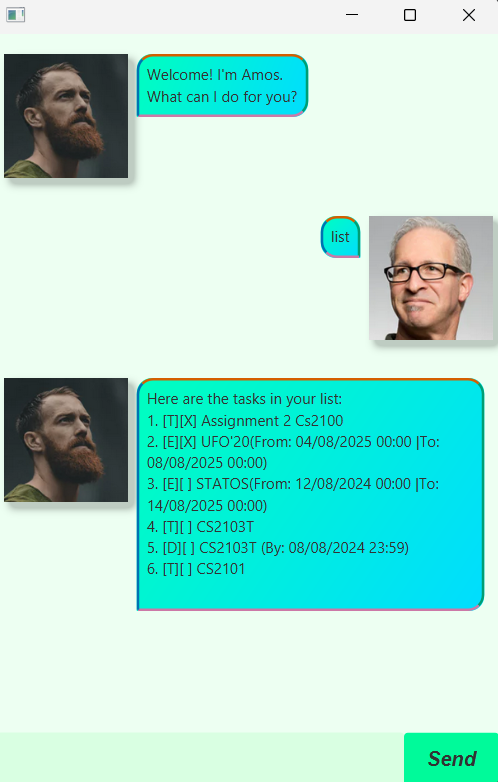 Welcome! I'm Amos.
What can I do for you?
list
Here are the tasks in your list:
1. [T][X] Assignment 2 Cs2100
2. [E][X] UFO'20(From: 04/08/2025 00:00 |To:
08/08/2025 00:00)
3. [E][ ] STATOS(From: 12/08/2024 00:00 |To:
14/08/2025 00:00)
4. [T][ ] CS2103T
5. [D][ ] CS2103T (By: 08/08/2024 23:59)
6. [T][ ] CS2101
Send